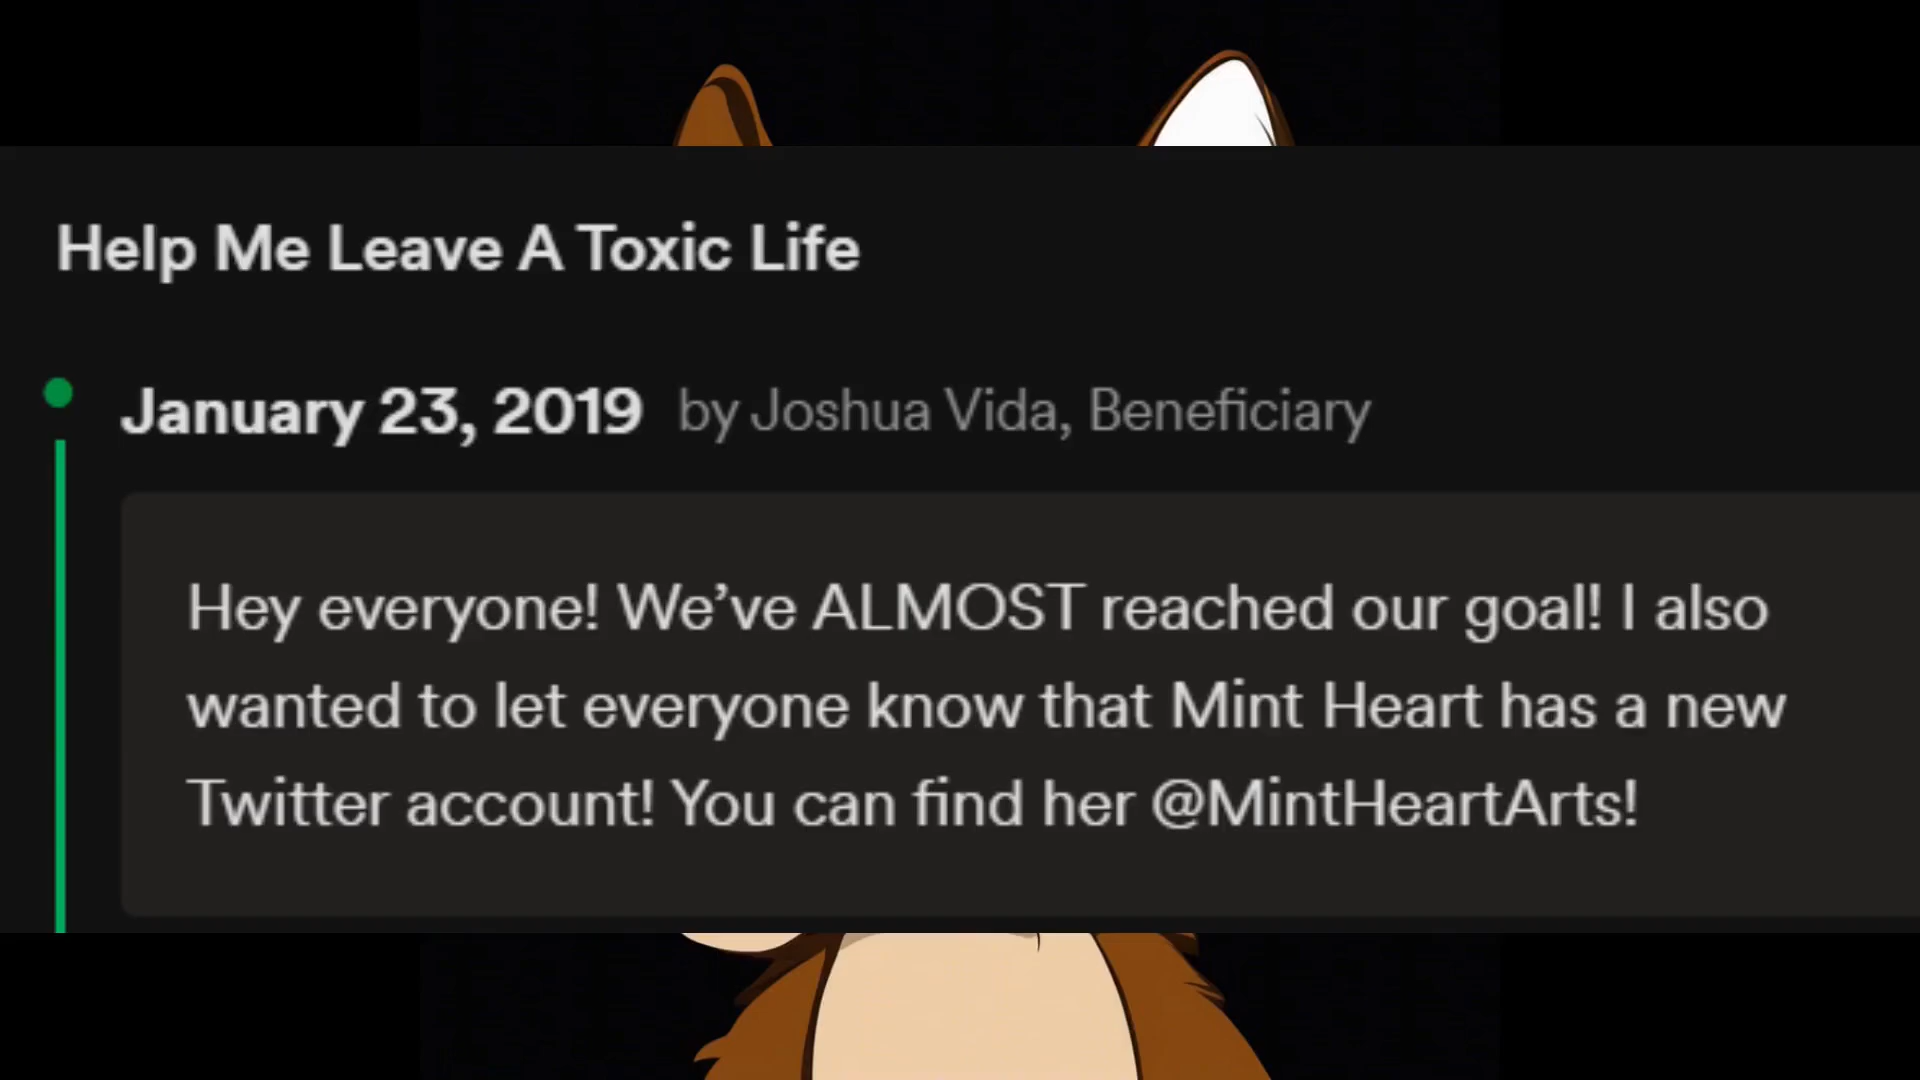 Help Me Leave A Toxic Life
January 23, 2019 by Joshua Vida, Beneficiary
Hey everyone! We’ve ALMOST reached our goal! I also
wanted to let everyone know that Mint Heart has a new
Twitter account! You can find her @MintHeartArts!